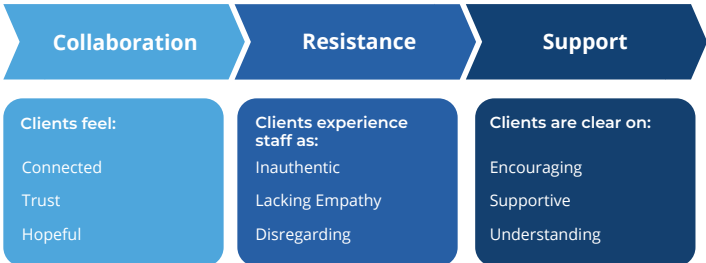 Collaboration
Resistance
Support
Clients feel:
Connected
Trust
Hopeful
Clients experience
staff as:
Inauthentic
Lacking Empathy
Disregarding
Clients are clear on:
Encouraging
Supportive
Understanding